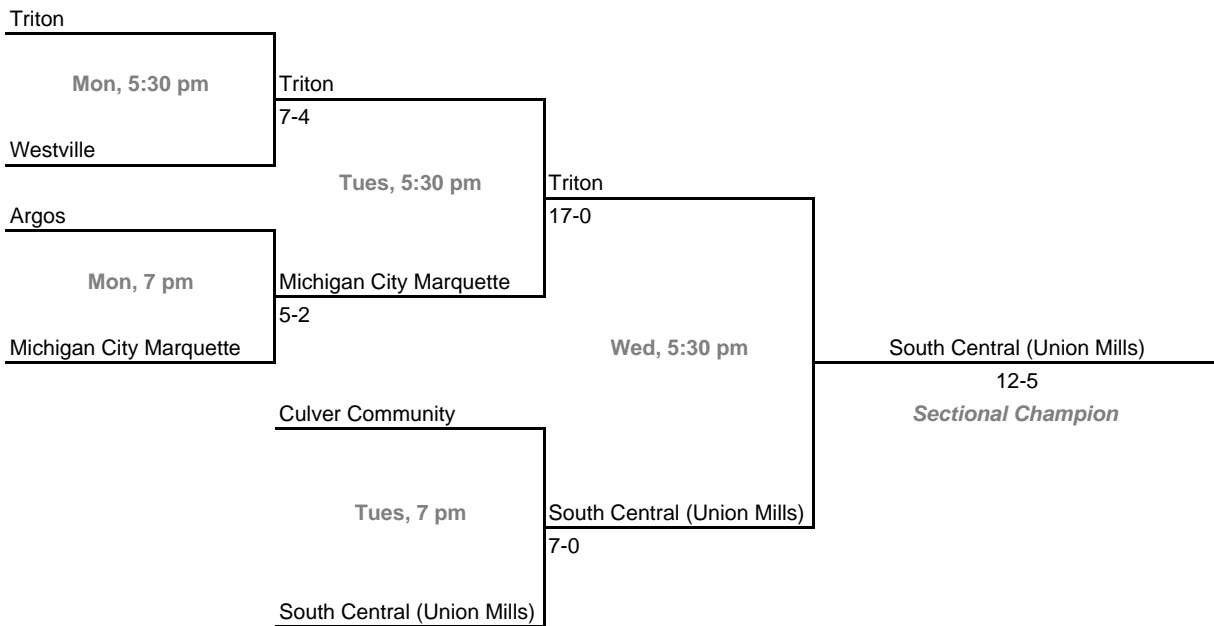 Triton
Mon, 5:30 pm
Triton
7-4
Westville
Tues, 5:30 pm
Triton
17-0
Argos
Mon, 7 pm
Michigan City Marquette
5-2
Michigan City Marquette
Wed, 5:30 pm
South Central (Union Mills)
12-5
Sectional Champion
Culver Community
Tues, 7 pm
South Central (Union Mills)
7-0
South Central (Union Mills)